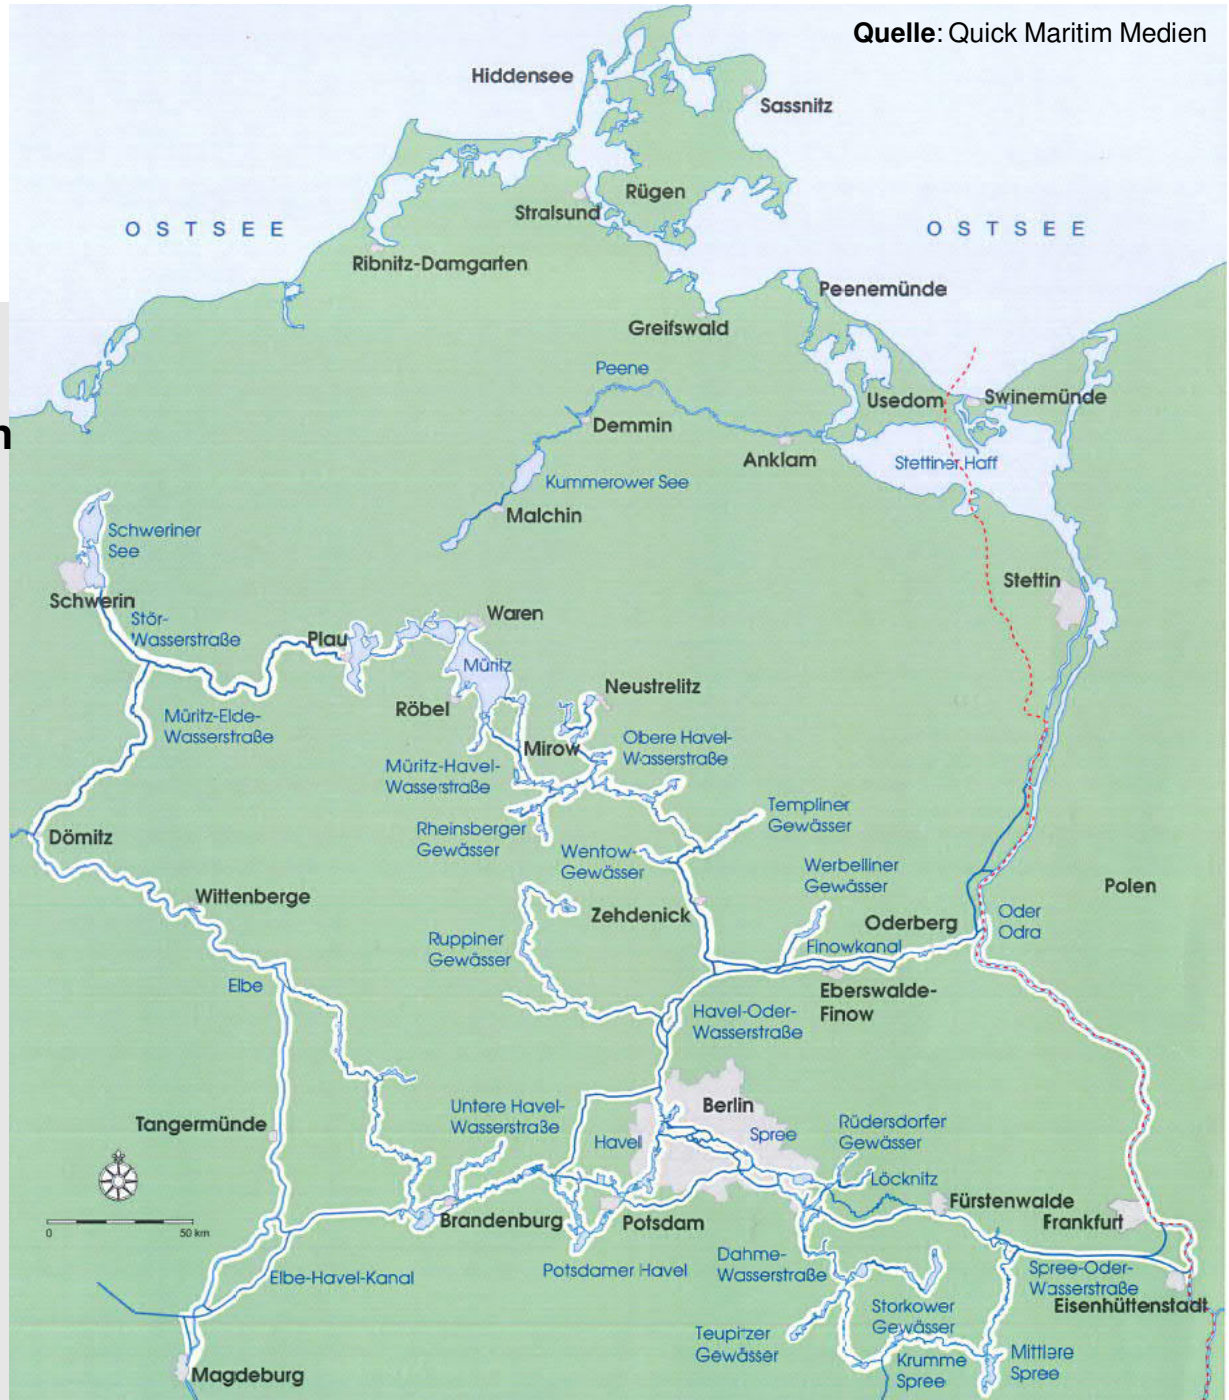 Quelle: Quick Maritim Medien
Hiddensee
Sassnitz
Rügen
Stralsund
OSTSEE
OSTSEE
Ribnitz-Damgarten
Peenemünde
Greifswald
Peene
Usedom
Swinemünde
n
Demmin
Anklam
Stettiner Haff
Kummerower See
Malchin
Schweriner
See
Stettin
Schwerin
Stör-
Wasserstraße
Waren
Plau
Müritz
Neustrelitz
Röbel
Müritz-Elde-
Wasserstraße
Mirow
Obere Havel-
Wasserstraße
Müritz-Havel-
Wasserstraße
Templiner
Gewässer
Rheinsberger
Gewässer
Dömitz
Wentow-
Gewässer
Werbelliner
Gewässer
Polen
Wittenberge
Zehdenick
Oderberg
Oder
Odra
Ruppiner
Gewässer
Finowkanal
Elbe
Eberswalde-
Finow
Havel-Oder-
Wasserstraße
Untere Havel-
Wasserstraße
Berlin
Tangermünde
Havel
Spree
Rüdersdorfer
Gewässer
Löcknitz
Fürstenwalde
Brandenburg
Potsdam
Frankfurt
0
50 km
Elbe-Havel-Kanal
Potsdamer Havel
Dahme-
Wasserstraße
Spree-Oder-
Wasserstraße
Eisenhüttenstadt
Storkower
Gewässer
Teupitzer
Gewässer
Krumme
Spree
Mittlere
Spree
Magdeburg